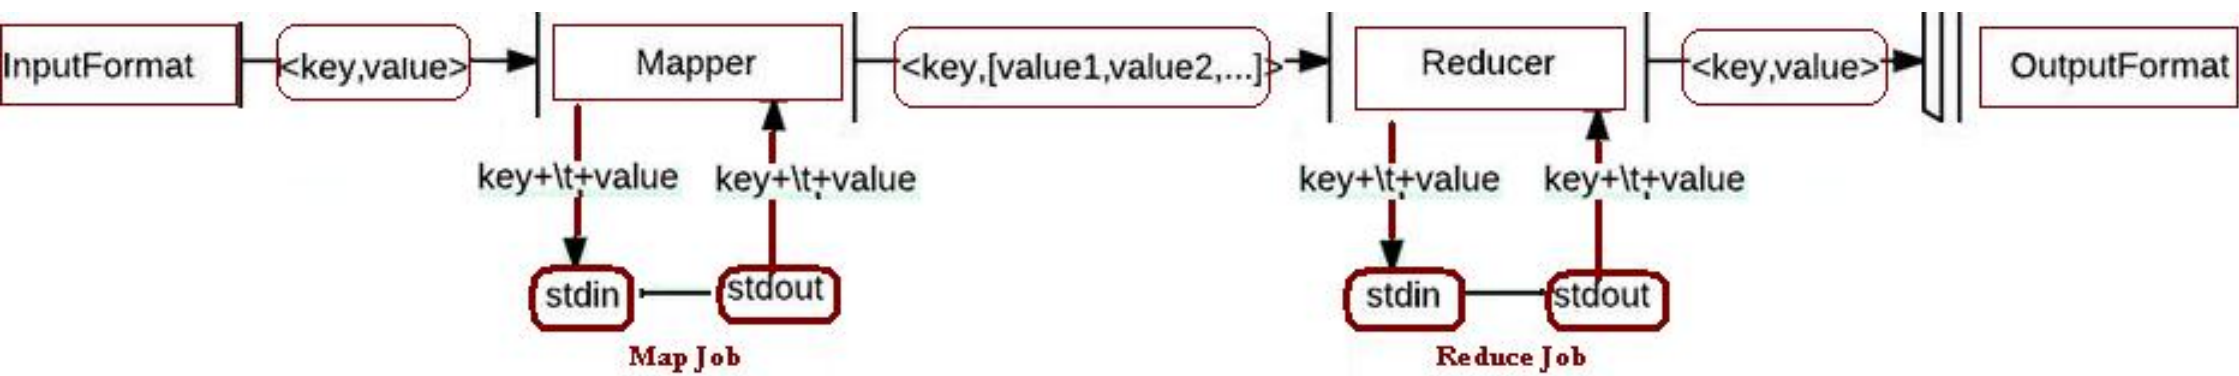 InputFormat <key,value> Mapper <key,[value1,value2,...]> Reducer <key,value> OutputFormat
key+\t+value key+\t+value key+\t+value key+\t+value
stdin stdout stdin stdout
Map Job Reduce Job